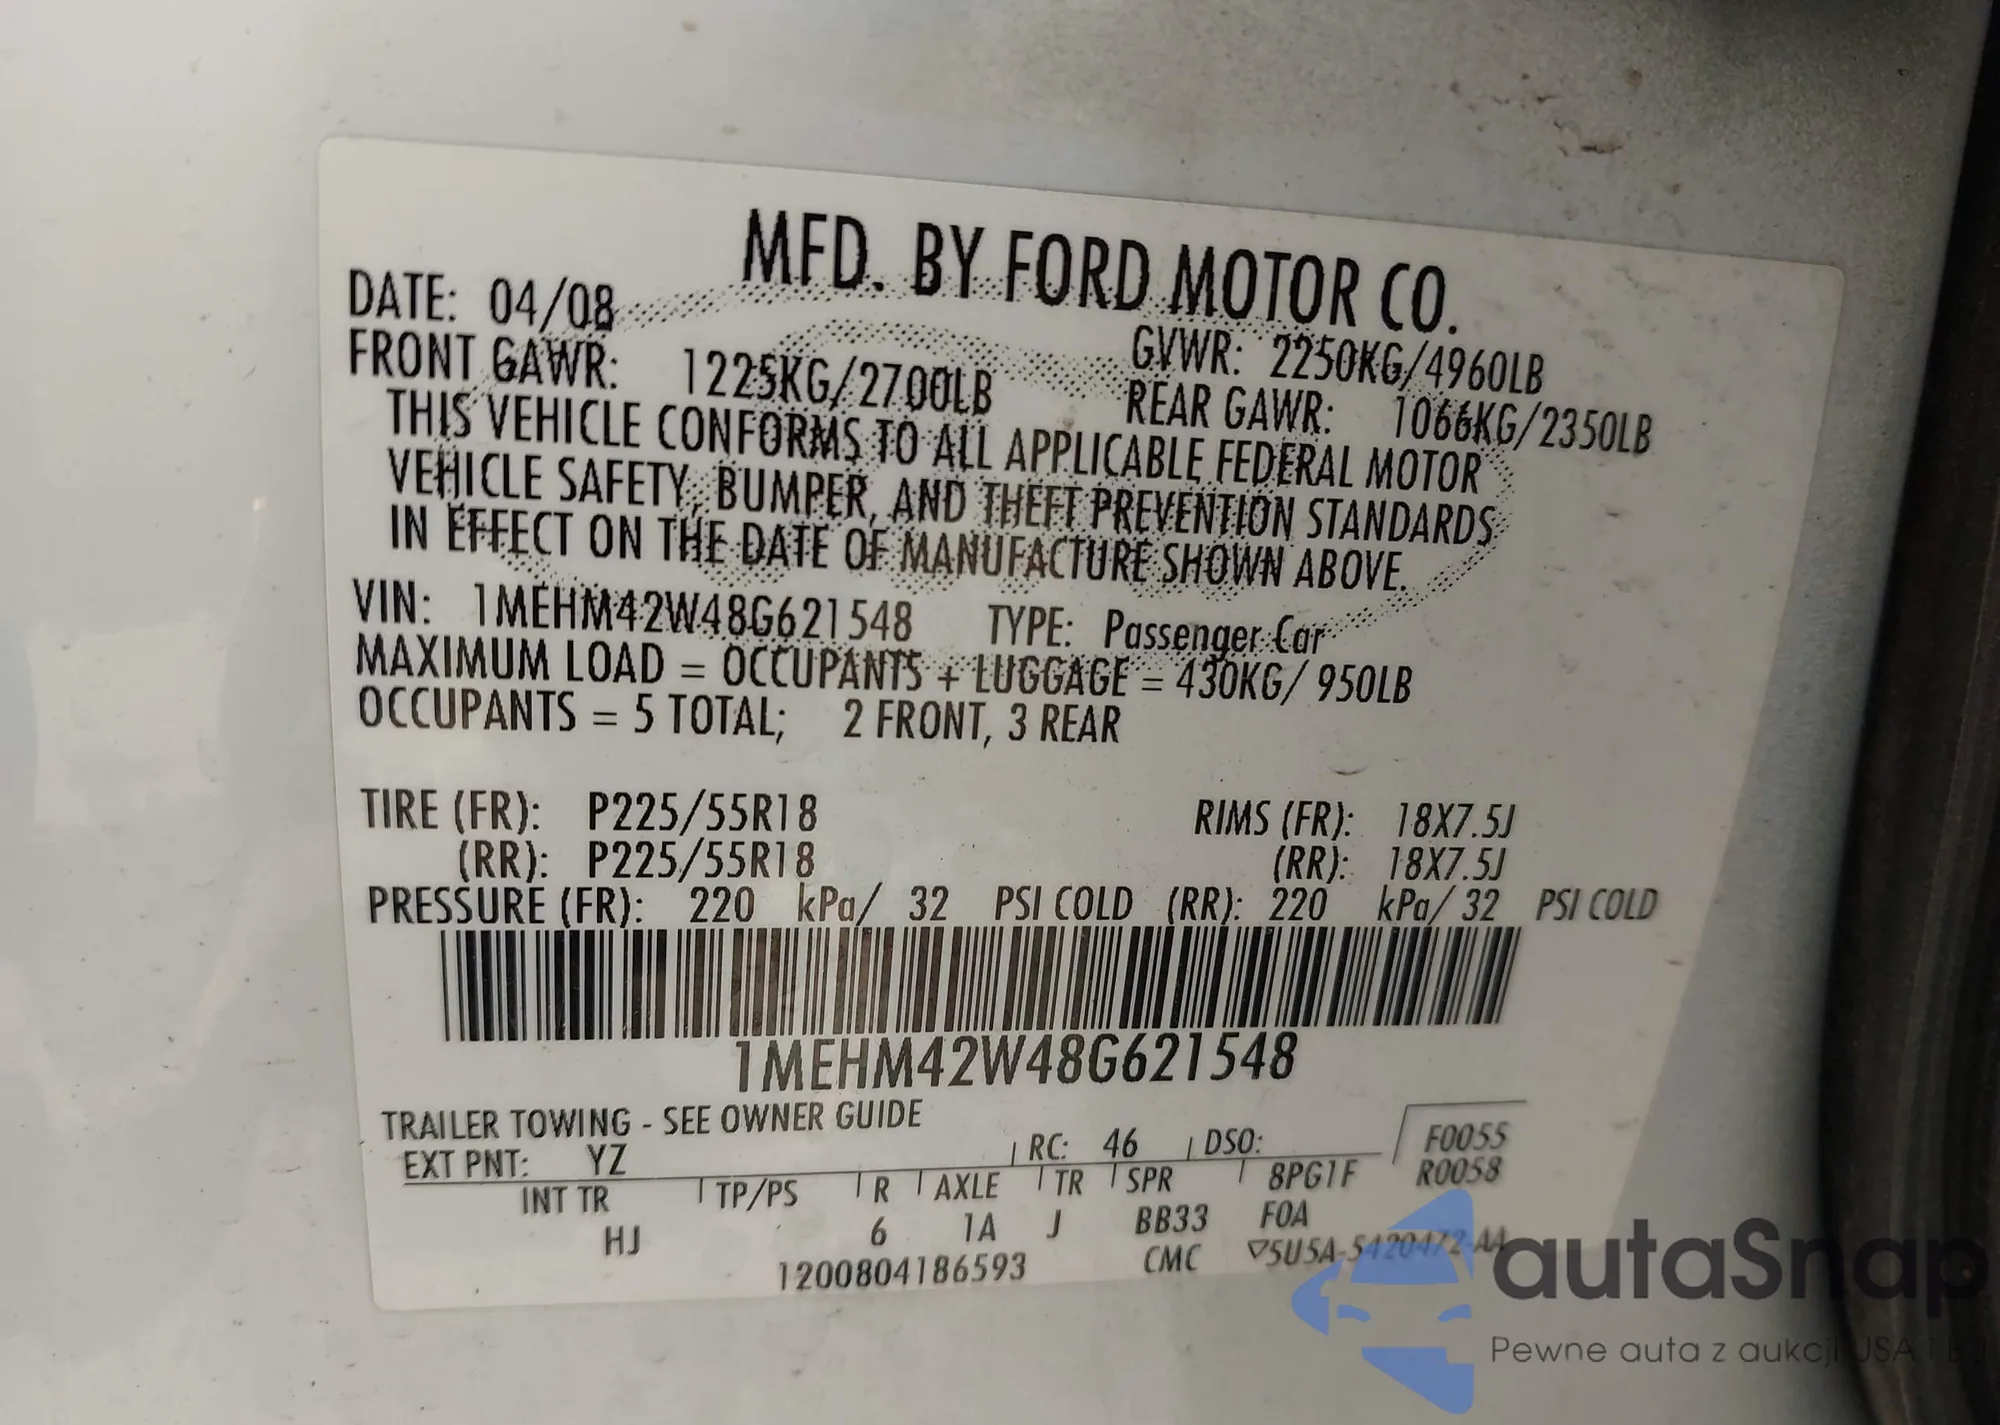 MFD. BY FORD MOTOR CO.
DATE: 04/08
GVWR: 2250KG/4960LB
FRONT GAWR: 1225KG/2700LB
REAR GAWR: 1066KG/2350LB
THIS VEHICLE CONFORMS TO ALL APPLICABLE FEDERAL MOTOR
VEHICLE SAFETY, BUMPER, AND THEFT PREVENTION STANDARDS
IN EFFECT ON THE DATE OF MANUFACTURE SHOWN ABOVE.
VIN: 1MEHM42W48G621548 TYPE: Passenger Car
MAXIMUM LOAD = OCCUPANTS + LUGGAGE = 430KG/ 950LB
OCCUPANTS = 5 TOTAL; 2 FRONT, 3 REAR
TIRE (FR): P225/55R18 RIMS (FR): 18X7.5J
(RR): P225/55R18 (RR): 18X7.5J
PRESSURE (FR): 220 kPa/ 32 PSI COLD (RR): 220 kPa/ 32 PSI COLD
1MEHM42W48G621548
TRAILER TOWING - SEE OWNER GUIDE
EXT PNT: YZ RC: 46 DSO: F0055
R0058
INT TR TP/PS R AXLE TR SPR 8PG1F
HJ 6 1A J BB33 FOA
1200804186593 CMC ▽5U5A-5420472-AA
autaSnap
Pewne auta z aukcji USA i EU